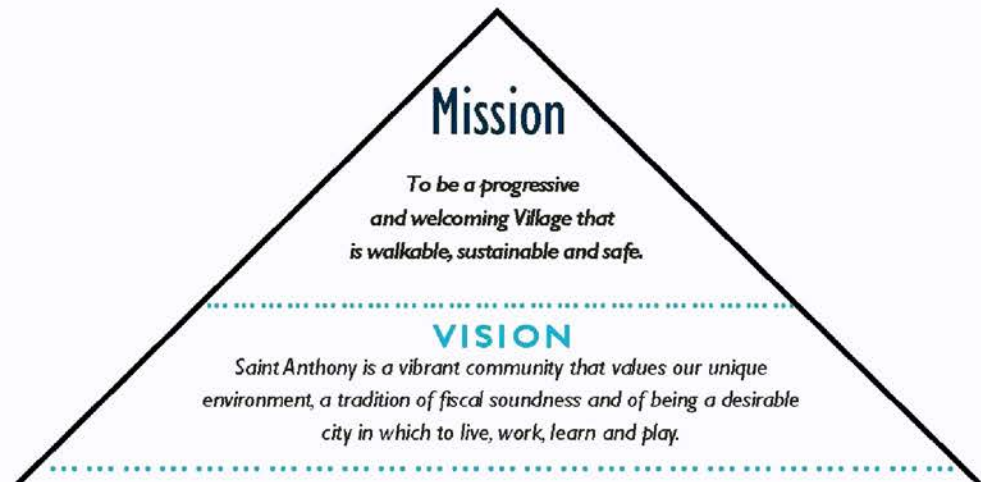 Mission
To be a progressive
and welcoming Village that
is walkable, sustainable and safe.
VISION
Saint Anthony is a vibrant community that values our unique
environment, a tradition of fiscal soundness and of being a desirable
city in which to live, work, learn and play.